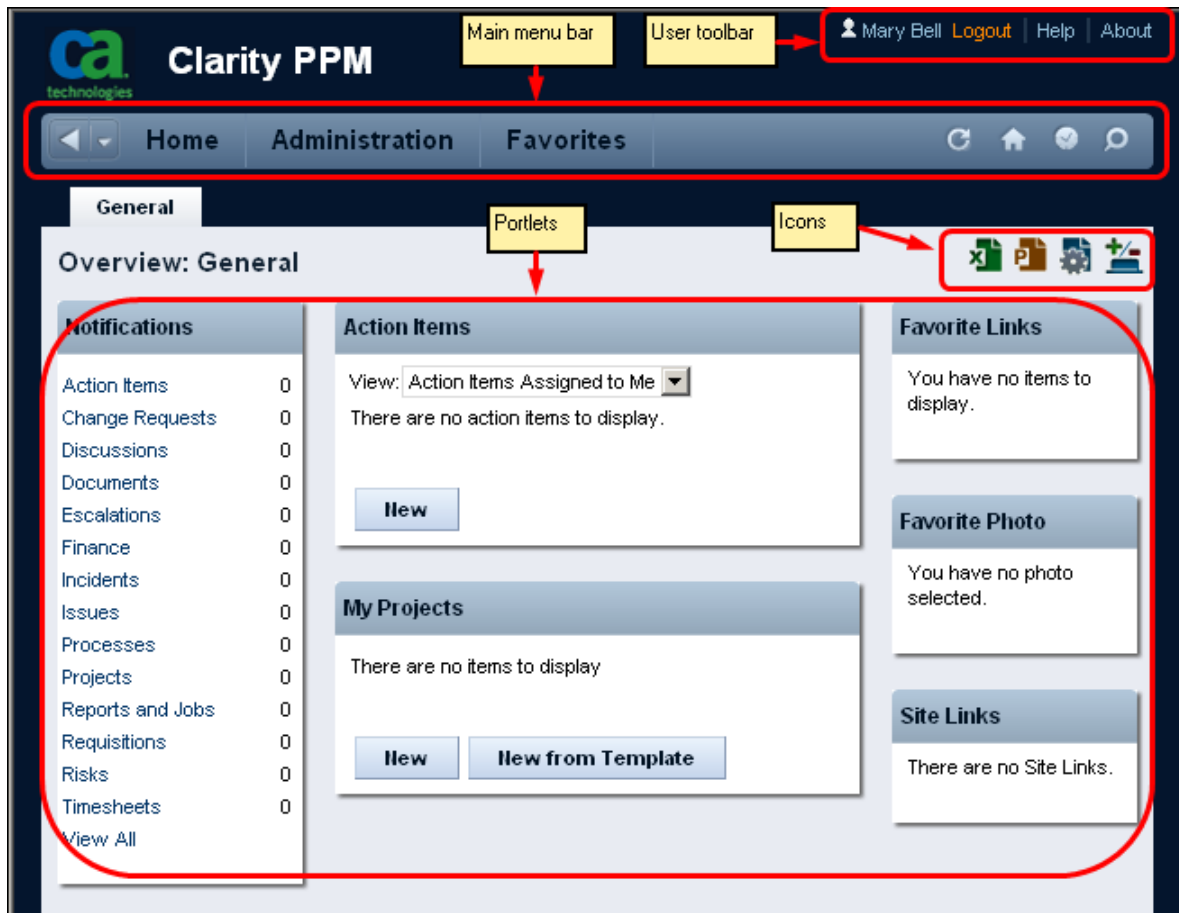 Main menu bar
User toolbar
Mary Bell Logout | Help | About
ca
technologies
Clarity PPM
Home Administration Favorites
General
Portlets
Icons
Overview: General
Notifications
Action Items 0
Change Requests 0
Discussions 0
Documents 0
Escalations 0
Finance 0
Incidents 0
Issues 0
Processes 0
Projects 0
Reports and Jobs 0
Requisitions 0
Risks 0
Timesheets 0
View All
Action Items
View: Action Items Assigned to Me
There are no action items to display.
New
My Projects
There are no items to display
New New from Template
Favorite Links
You have no items to
display.
Favorite Photo
You have no photo
selected.
Site Links
There are no Site Links.